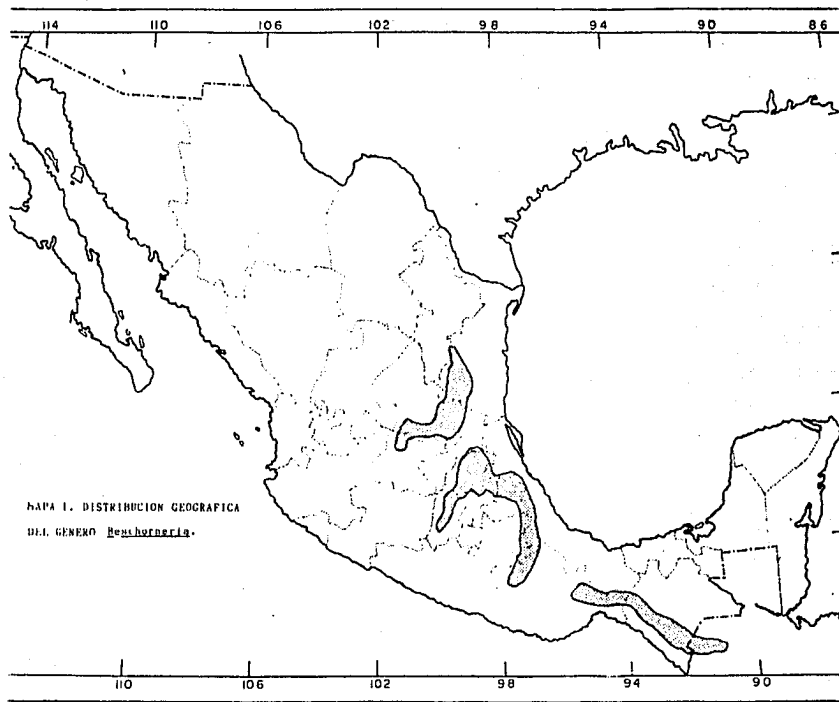 114 110 106 102 98 94 90 86
MAPA I. DISTRIBUCION GEOGRAFICA
DEL GENERO Beschorneria.
110 106 102 98 94 90